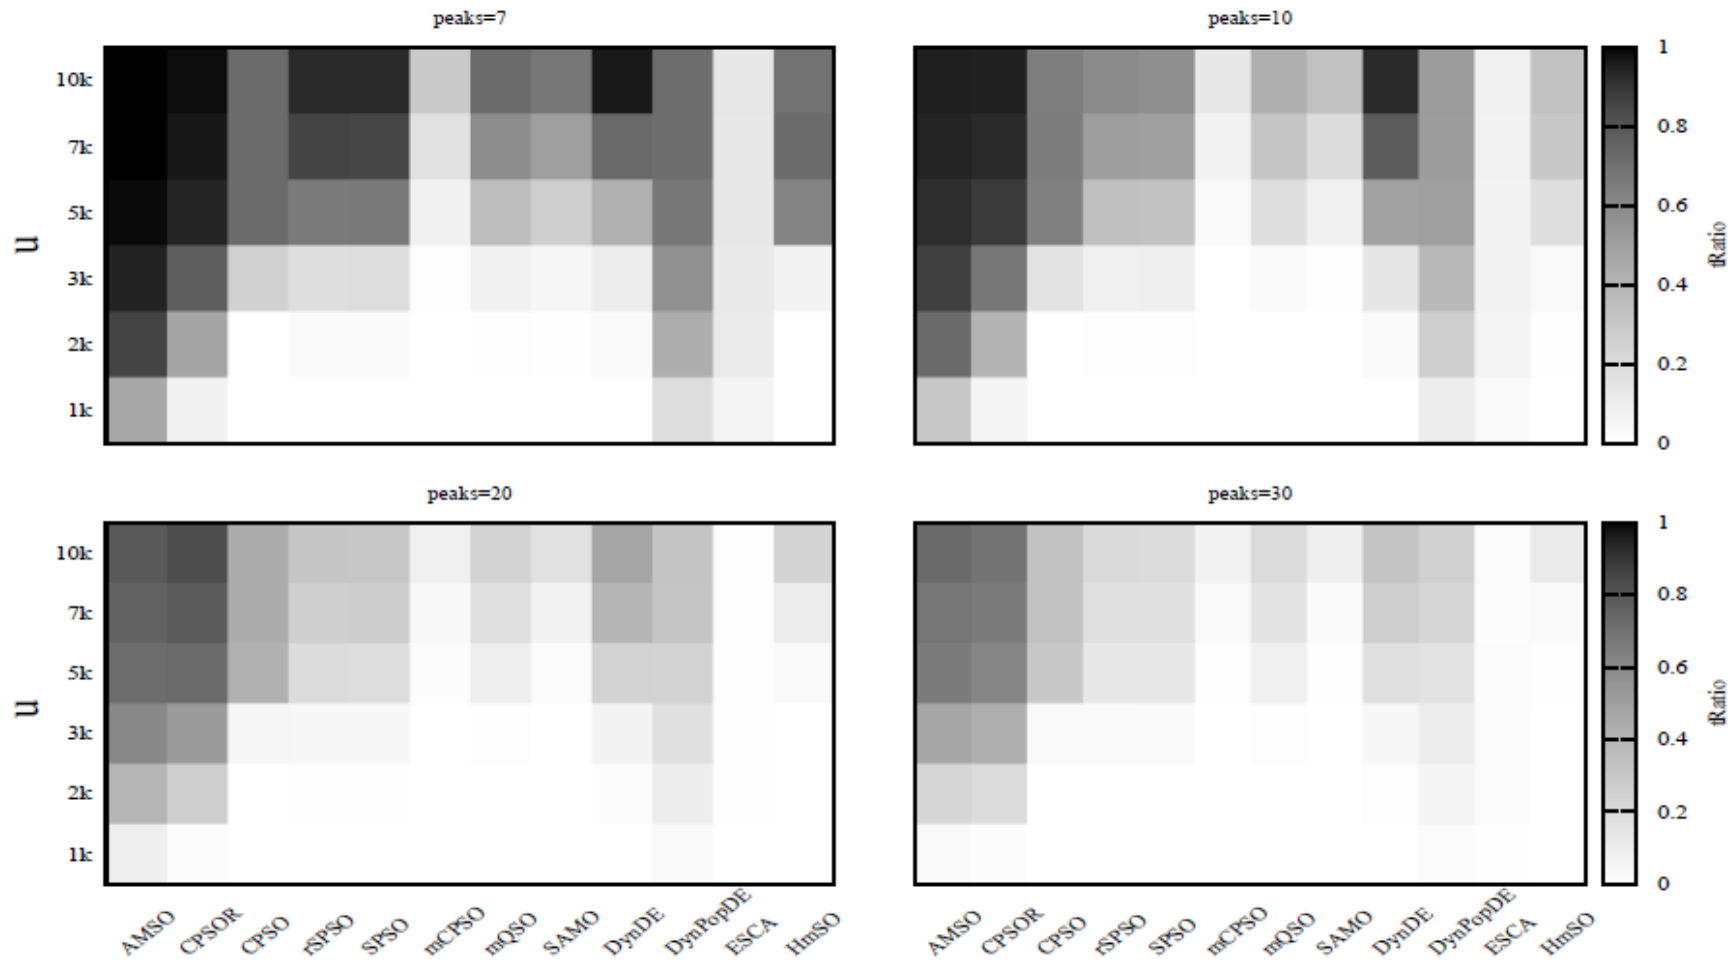 peaks=7
peaks=10
10k
7k
5k
3k
2k
1k
u
1
0.8
0.6
0.4
0.2
0
tRatio
peaks=20
peaks=30
10k
7k
5k
3k
2k
1k
u
1
0.8
0.6
0.4
0.2
0
tRatio
AMSO
CPSOR
CPSO
rSPSO
SPSO
mCPSO
mQSO
SAMO
DynDE
DynPopDE
ESCA
HmSO
AMSO
CPSOR
CPSO
rSPSO
SPSO
mCPSO
mQSO
SAMO
DynDE
DynPopDE
ESCA
HmSO